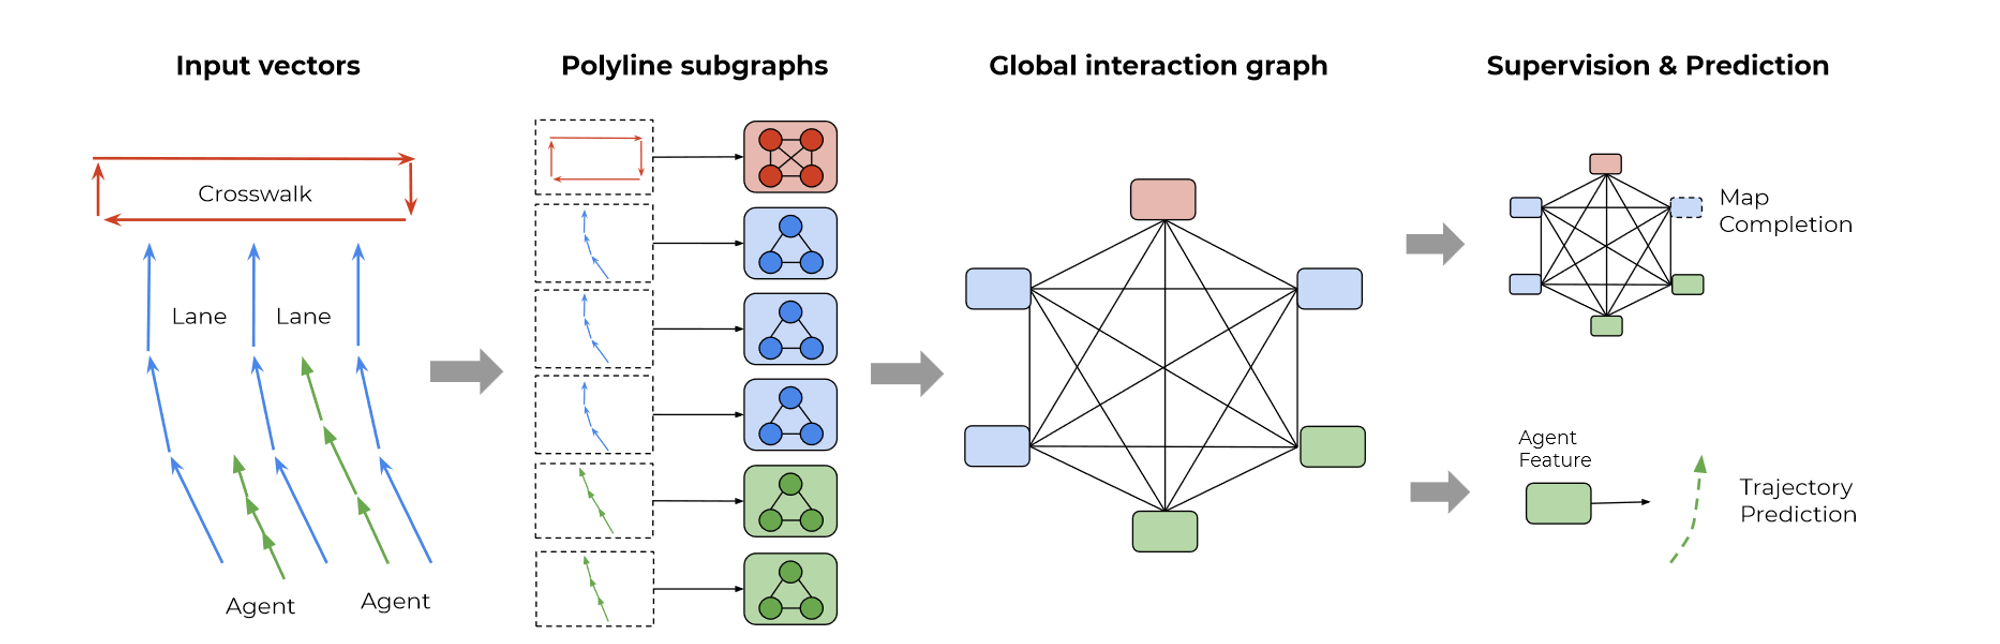 Input vectors
Polyline subgraphs
Global interaction graph
Supervision & Prediction
Crosswalk
Lane
Lane
Agent
Agent
Map
Completion
Agent
Feature
Trajectory
Prediction